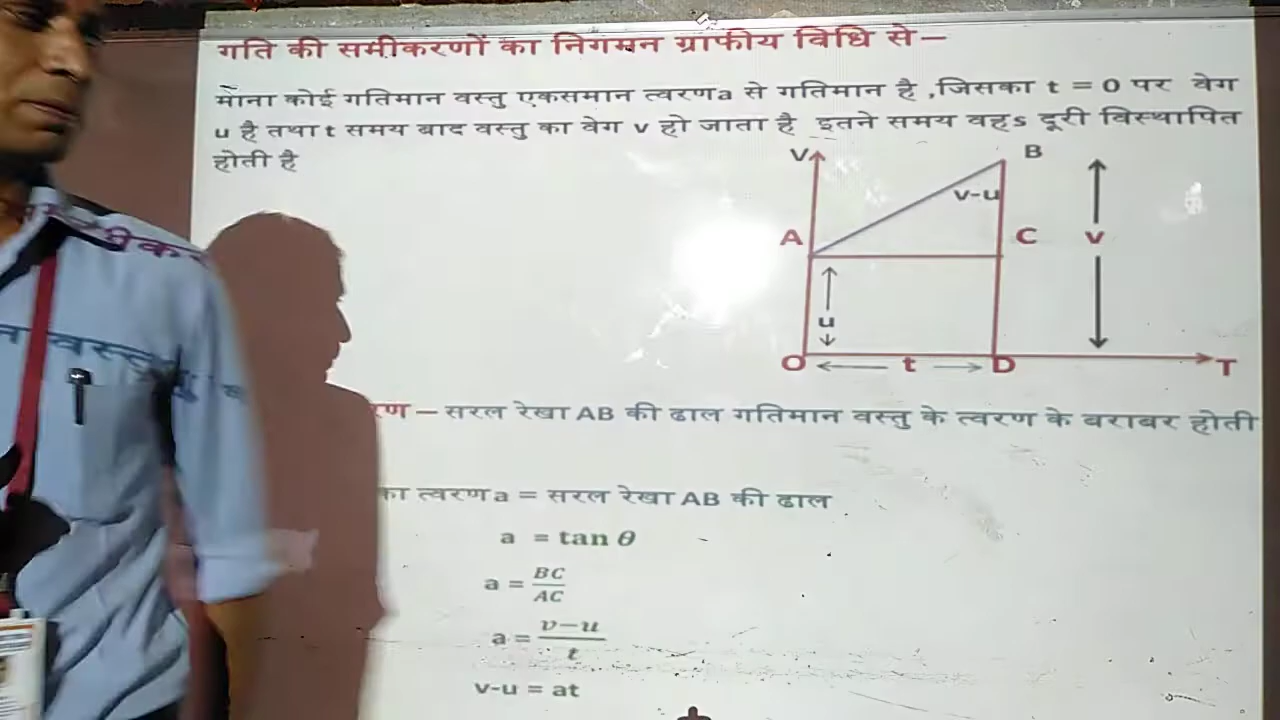 गति की समीकरणों का निगमन ग्राफीय विधि से—
माना कोई गतिमान वस्तु एकसमान त्वरण a से गतिमान है ,जिसका t = 0 पर वेग
u है तथा t समय बाद वस्तु का वेग v हो जाता है इतने समय वह s दूरी विस्थापित
होती है
V
B
v-u
A
C
v
u
O
t
D
T
रण — सरल रेखा AB की ढाल गतिमान वस्तु के त्वरण के बराबर होती
का त्वरण a = सरल रेखा AB की ढाल
a = tan θ
a = BC/AC
a = v−u/t
v-u = at